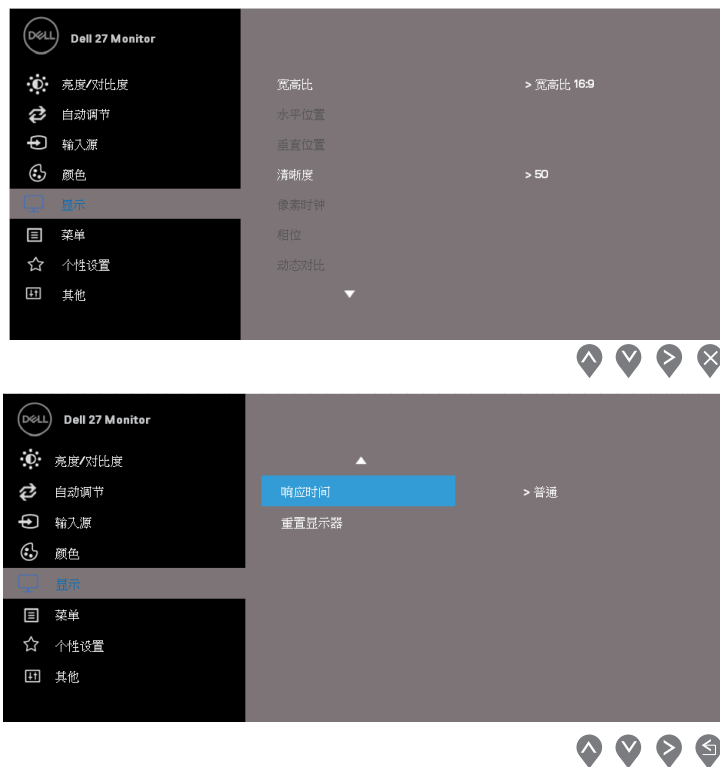 DELL Dell 27 Monitor
亮度/对比度 宽高比 > 宽高比 16:9
自动调节 水平位置
输入源 垂直位置
颜色 清晰度 > 50
显示 像素时钟
菜单 相位
个性设置 动态对比
其他
DELL Dell 27 Monitor
亮度/对比度
自动调节 响应时间 > 普通
输入源 重置显示器
颜色
显示
菜单
个性设置
其他